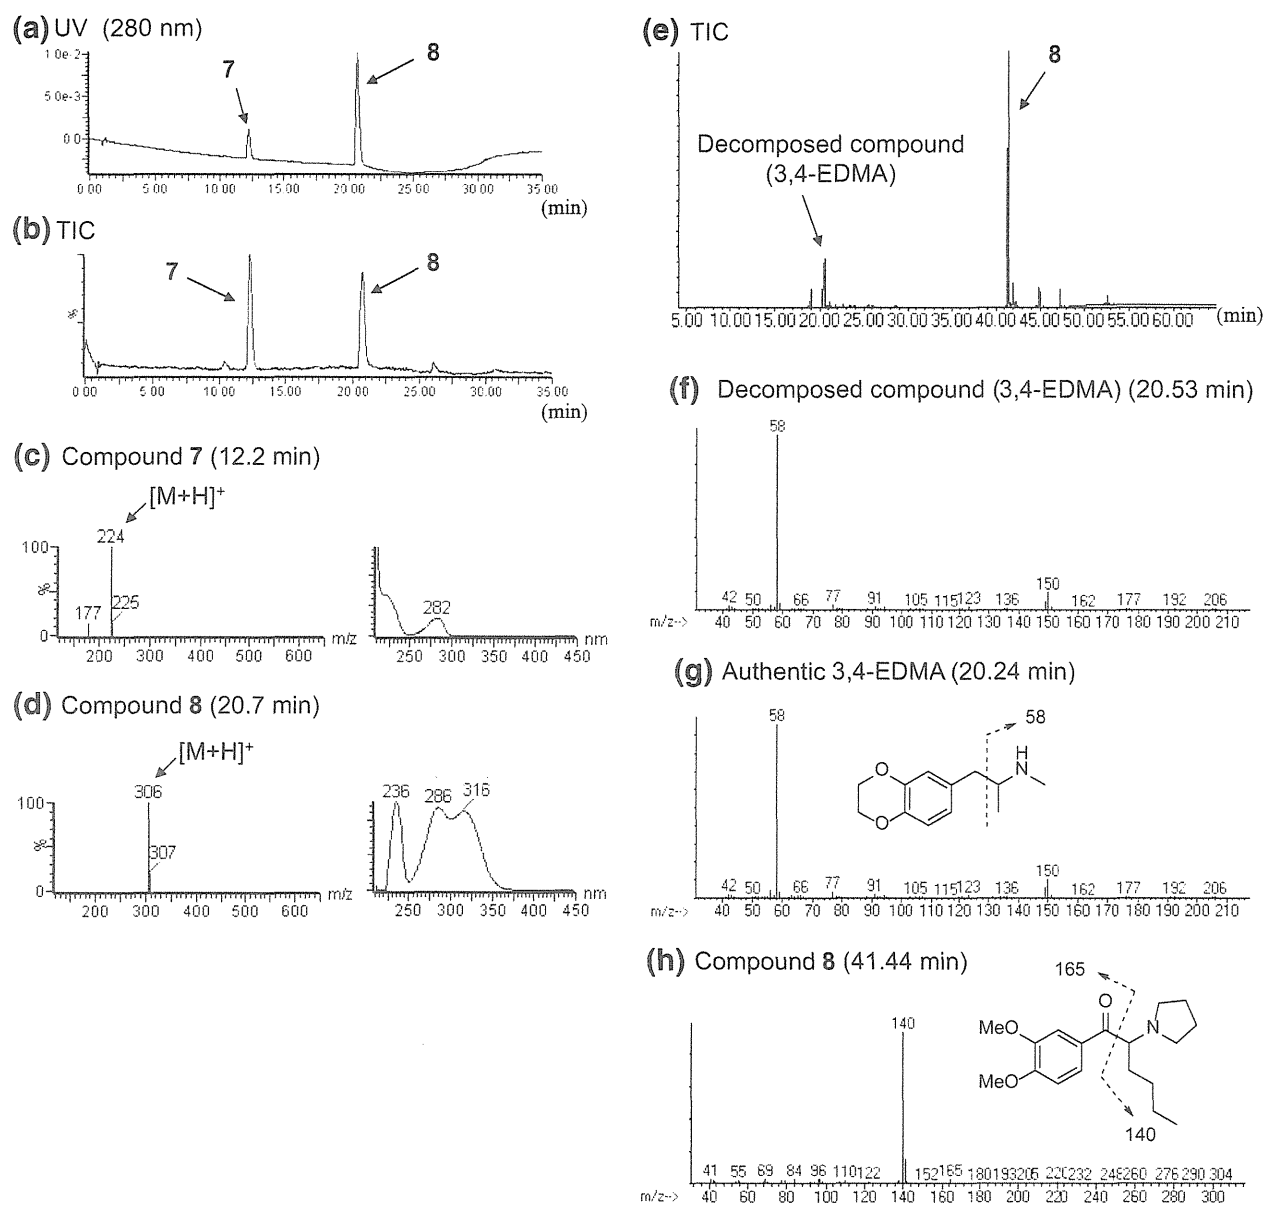 (a) UV (280 nm)
1 0e-2
5 0e-3
0 0
7
8
0 00 5 00 10 00 15 00 20 00 25 00 30 00 35 00
(min)
(b) TIC
%
7
8
0 00 5 00 10 00 15 00 20 00 25 00 30 00 35 00
(min)
(c) Compound 7 (12.2 min)
[M+H]+
224
100
%
177
225
0
200 300 400 500 600 m/z
282
250 300 350 400 450 nm
(d) Compound 8 (20.7 min)
[M+H]+
306
100
%
307
0
200 300 400 500 600 m/z
236 286 316
250 300 350 400 450 nm
(e) TIC
8
Decomposed compound
(3,4-EDMA)
5.00 10.00 15.00 20.00 25.00 30.00 35.00 40.00 45.00 50.00 55.00 60.00 (min)
(f) Decomposed compound (3,4-EDMA) (20.53 min)
58
42 50 66 77 91 105 115 123 136 150 162 177 192 206
m/z--> 40 50 60 70 80 90 100 110 120 130 140 150 160 170 180 190 200 210
(g) Authentic 3,4-EDMA (20.24 min)
58
58
H
N
O
O
42 50 66 77 91 105 115 123 136 150 162 177 192 206
m/z--> 40 50 60 70 80 90 100 110 120 130 140 150 160 170 180 190 200 210
(h) Compound 8 (41.44 min)
165
O
N
MeO
MeO
140
140
41 55 69 84 96 110 122 152 165 180 193 205 232 260 276 290 304
m/z--> 40 60 80 100 120 140 160 180 200 220 240 260 280 300